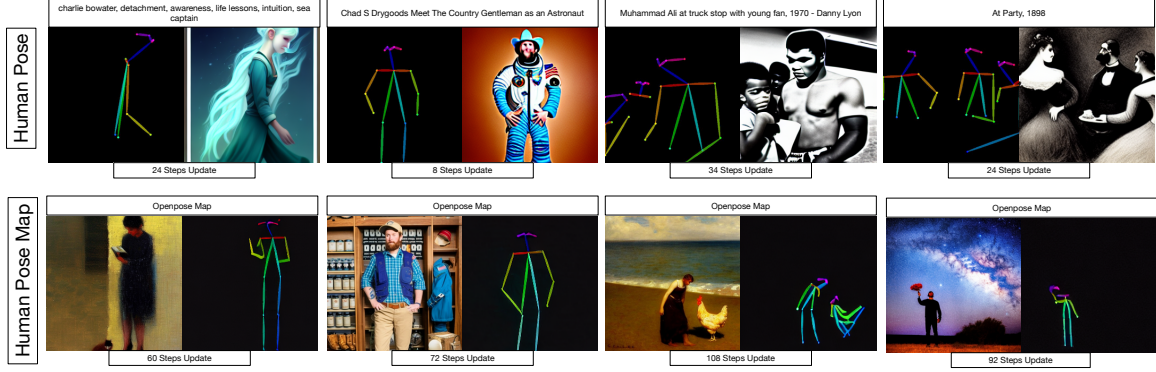 Human Pose
charlie bowater, detachment, awareness, life lessons, intuition, sea
captain
24 Steps Update
Chad S Drygoods Meet The Country Gentleman as an Astronaut
8 Steps Update
Muhammad Ali at truck stop with young fan, 1970 - Danny Lyon
34 Steps Update
At Party, 1898
24 Steps Update
Human Pose Map
Openpose Map
60 Steps Update
Openpose Map
72 Steps Update
Openpose Map
108 Steps Update
Openpose Map
92 Steps Update